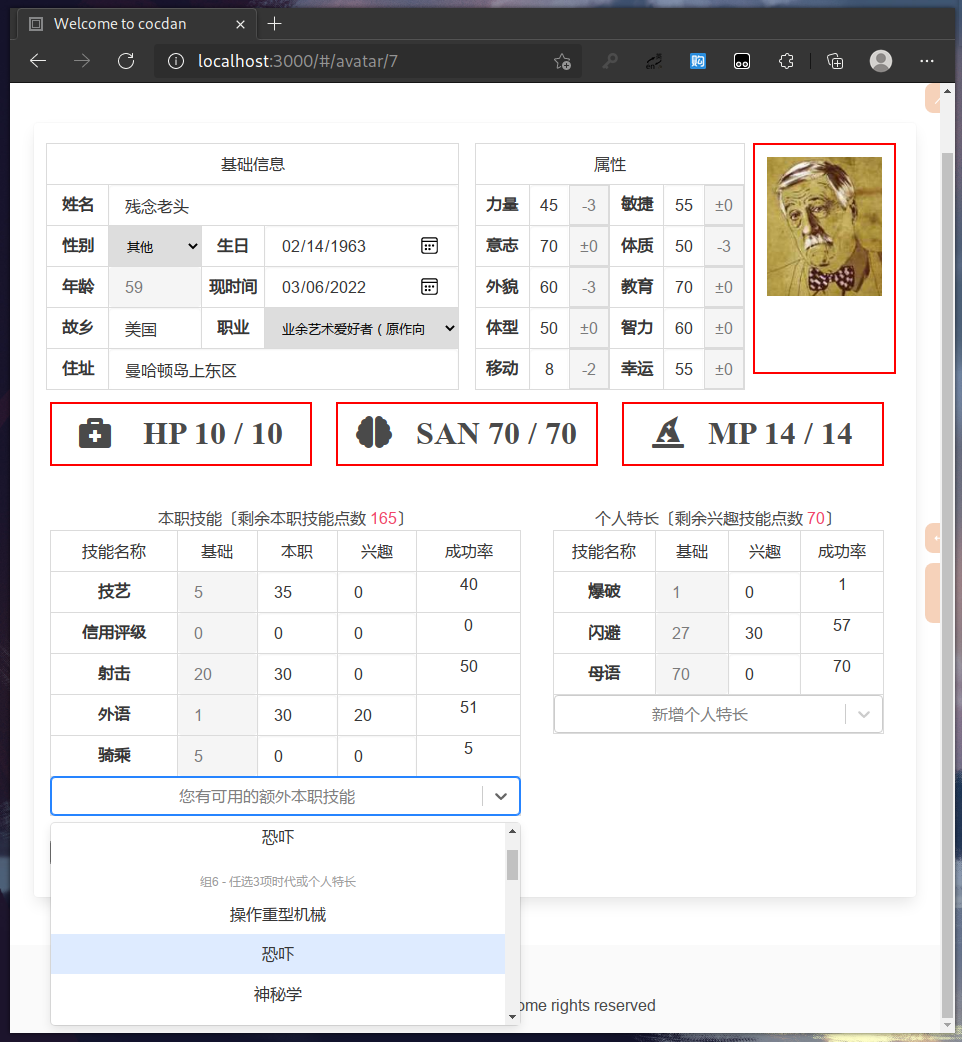 Welcome to cocdan
localhost:3000/#/avatar/7
基础信息
姓名 残念老头
性别 其他 生日 02/14/1963
年龄 59 现时间 03/06/2022
故乡 美国 职业 业余艺术爱好者（原作向
住址 曼哈顿岛上东区
属性
力量 45 -3 敏捷 55 ±0
意志 70 ±0 体质 50 -3
外貌 60 -3 教育 70 ±0
体型 50 ±0 智力 60 ±0
移动 8 -2 幸运 55 ±0
HP 10 / 10
SAN 70 / 70
MP 14 / 14
本职技能〔剩余本职技能点数 165〕
技能名称 基础 本职 兴趣 成功率
技艺 5 35 0 40
信用评级 0 0 0 0
射击 20 30 0 50
外语 1 30 20 51
骑乘 5 0 0 5
您有可用的额外本职技能
恐吓
组6 - 任选3项时代或个人特长
操作重型机械
恐吓
神秘学
个人特长〔剩余兴趣技能点数 70〕
技能名称 基础 兴趣 成功率
爆破 1 0 1
闪避 27 30 57
母语 70 0 70
新增个人特长
ome rights reserved